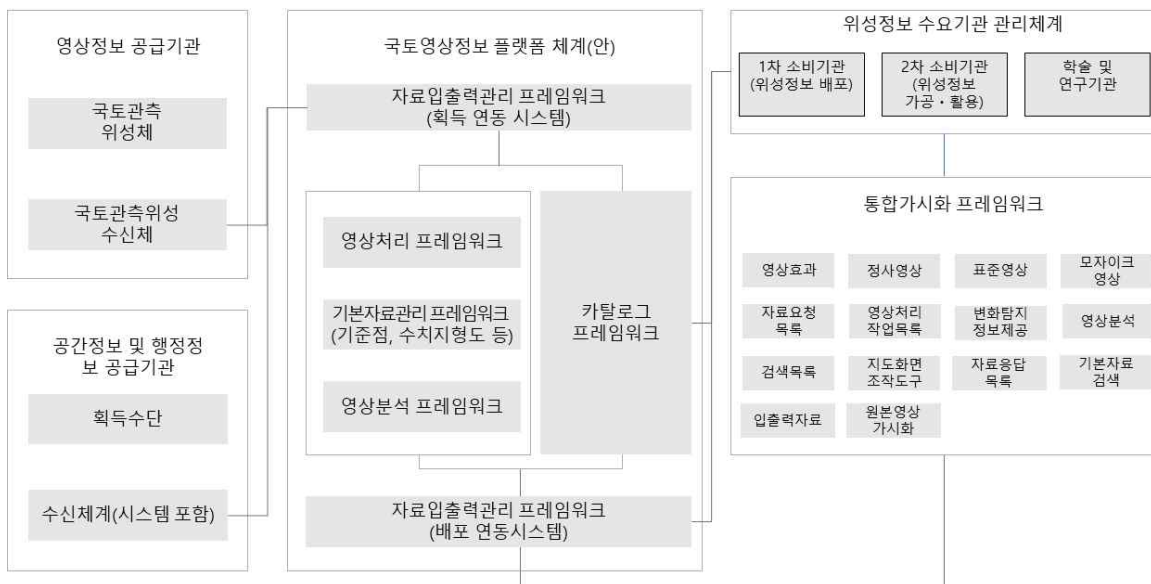 영상정보 공급기관
국토관측
위성체
국토관측위성
수신체
공간정보 및 행정정
보 공급기관
획득수단
수신체계(시스템 포함)
국토영상정보 플랫폼 체계(안)
자료입출력관리 프레임워크
(획득 연동 시스템)
영상처리 프레임워크
기본자료관리 프레임워크
(기준점, 수치지형도 등)
영상분석 프레임워크
카탈로그
프레임워크
자료입출력관리 프레임워크
(배포 연동시스템)
위성정보 수요기관 관리체계
1차 소비기관
(위성정보 배포)
2차 소비기관
(위성정보
가공・활용)
학술 및
연구기관
통합가시화 프레임워크
영상효과
정사영상
표준영상
모자이크
영상
자료요청
목록
영상처리
작업목록
변화탐지
정보제공
영상분석
검색목록
지도화면
조작도구
자료응답
목록
기본자료
검색
입출력자료
원본영상
가시화